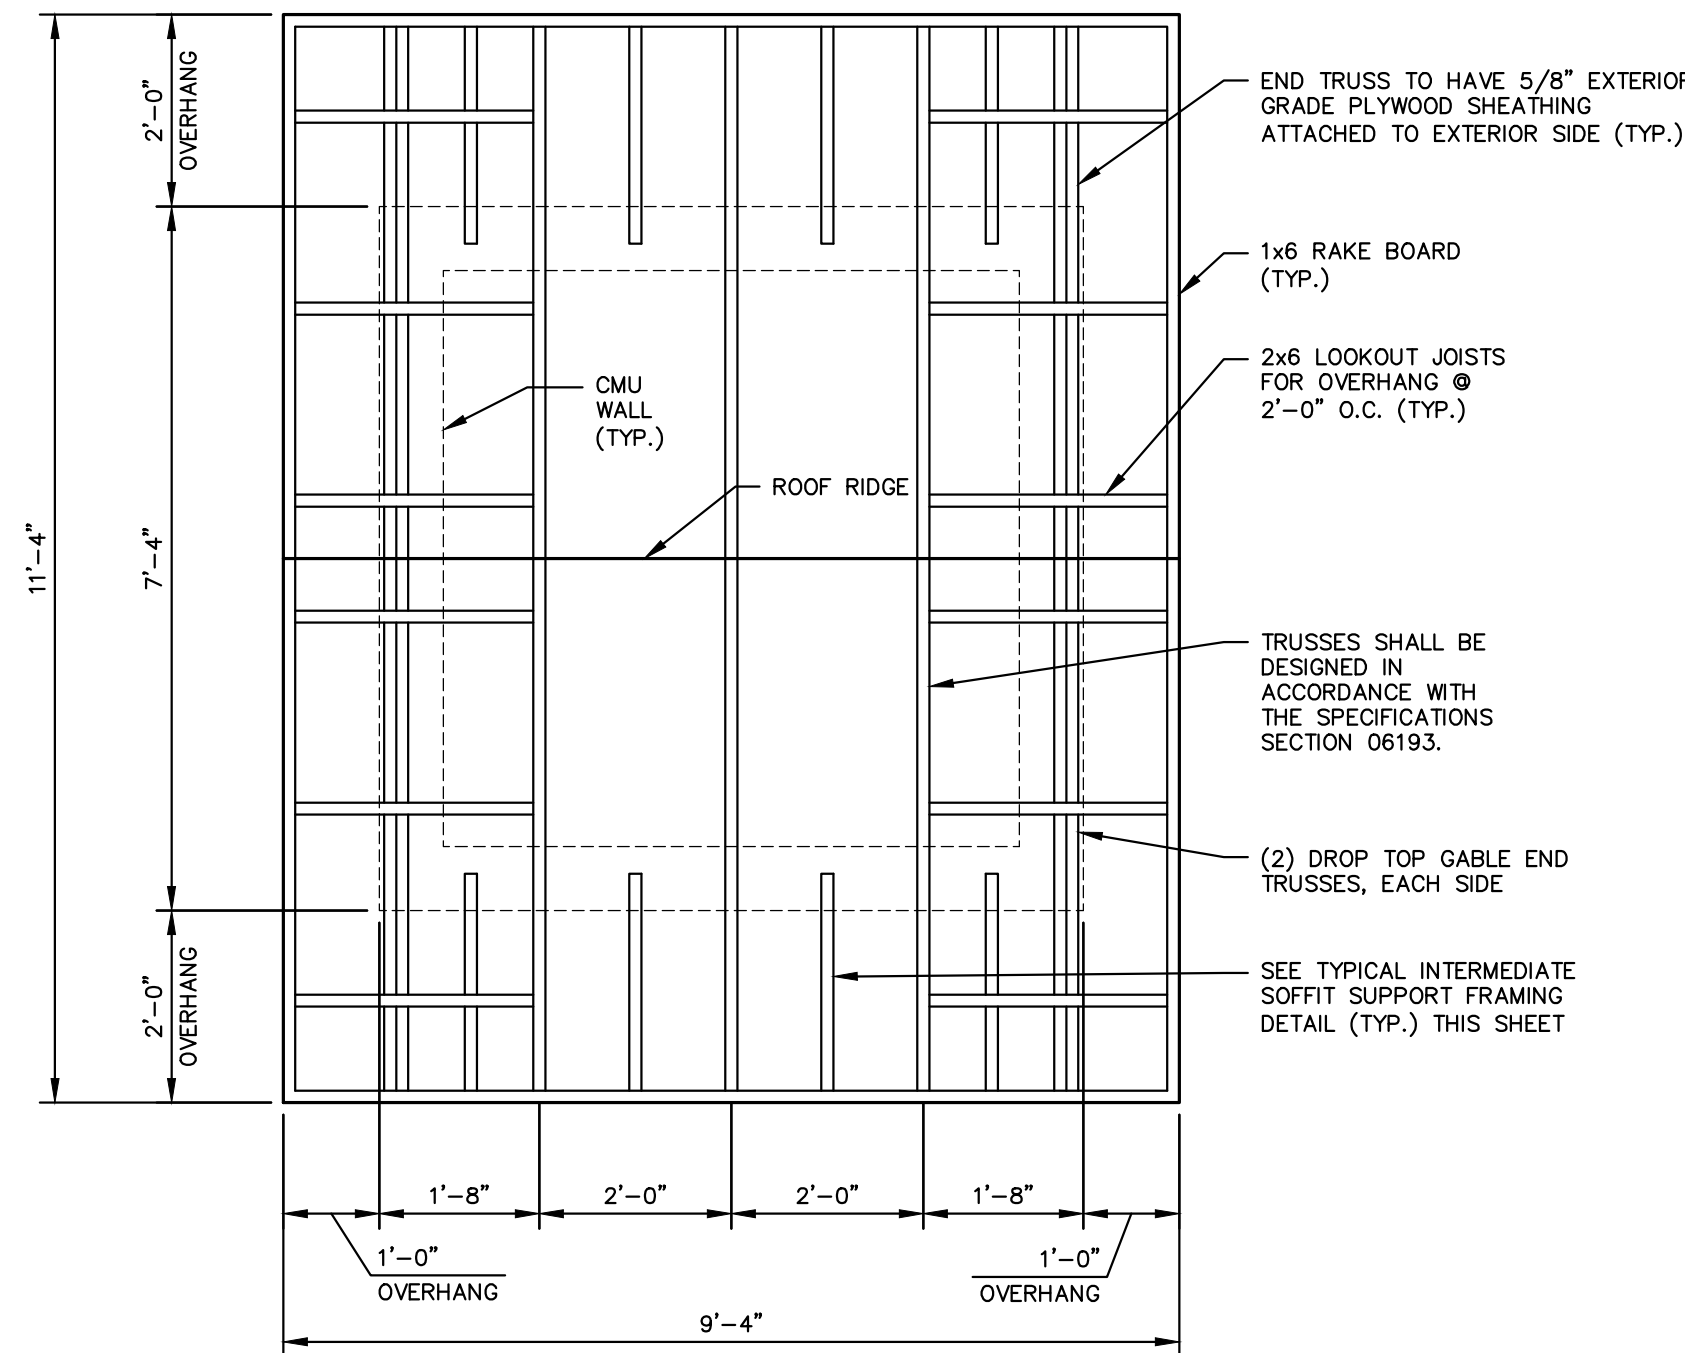 2'-0"
OVERHANG
11'-4"
7'-4"
2'-0"
OVERHANG
CMU
WALL
(TYP.)
ROOF RIDGE
END TRUSS TO HAVE 5/8" EXTERIOR
GRADE PLYWOOD SHEATHING
ATTACHED TO EXTERIOR SIDE (TYP.)
1x6 RAKE BOARD
(TYP.)
2x6 LOOKOUT JOISTS
FOR OVERHANG @
2'-0" O.C. (TYP.)
TRUSSES SHALL BE
DESIGNED IN
ACCORDANCE WITH
THE SPECIFICATIONS
SECTION 06193.
(2) DROP TOP GABLE END
TRUSSES, EACH SIDE
SEE TYPICAL INTERMEDIATE
SOFFIT SUPPORT FRAMING
DETAIL (TYP.) THIS SHEET
1'-8"
2'-0"
2'-0"
1'-8"
1'-0"
OVERHANG
1'-0"
OVERHANG
9'-4"